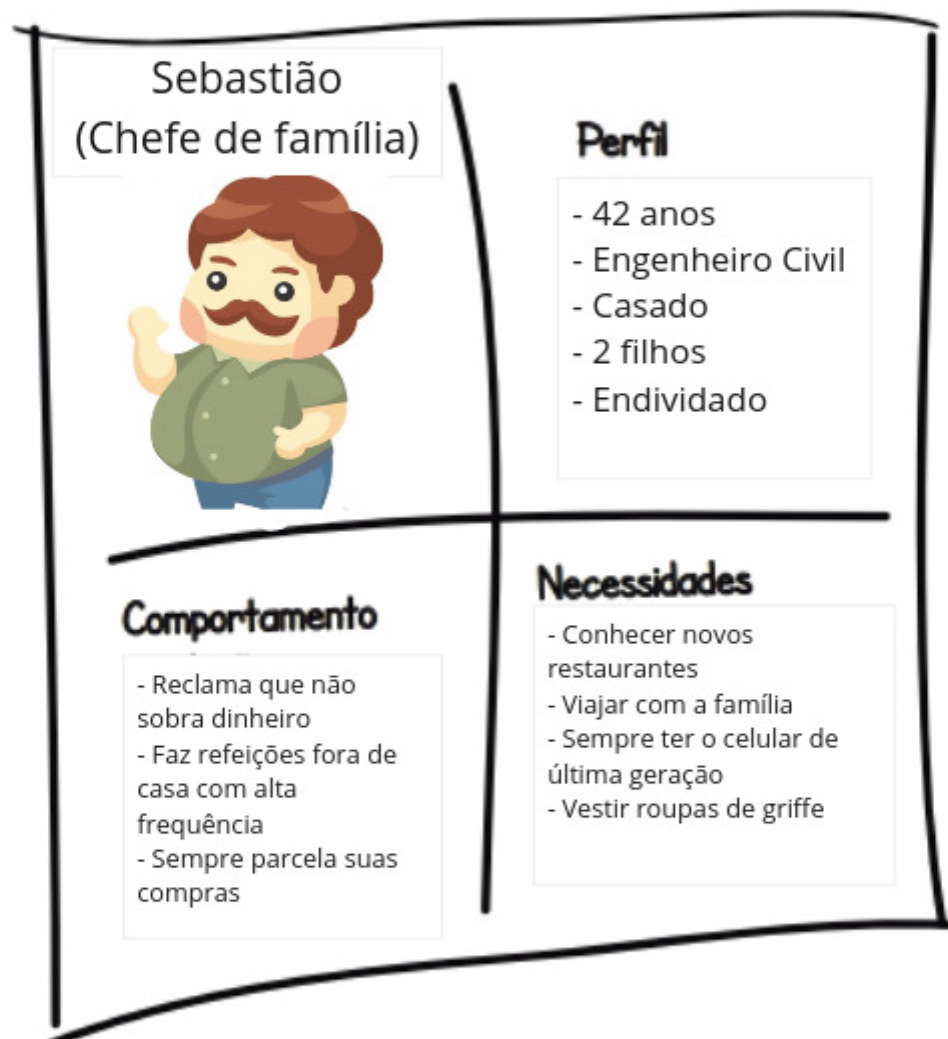 Sebastião
(Chefe de família)
Perfil
- 42 anos
- Engenheiro Civil
- Casado
- 2 filhos
- Endividado
Comportamento
- Reclama que não
sobra dinheiro
- Faz refeições fora de
casa com alta
frequência
- Sempre parcela suas
compras
Necessidades
- Conhecer novos
restaurantes
- Viajar com a família
- Sempre ter o celular de
última geração
- Vestir roupas de griffe